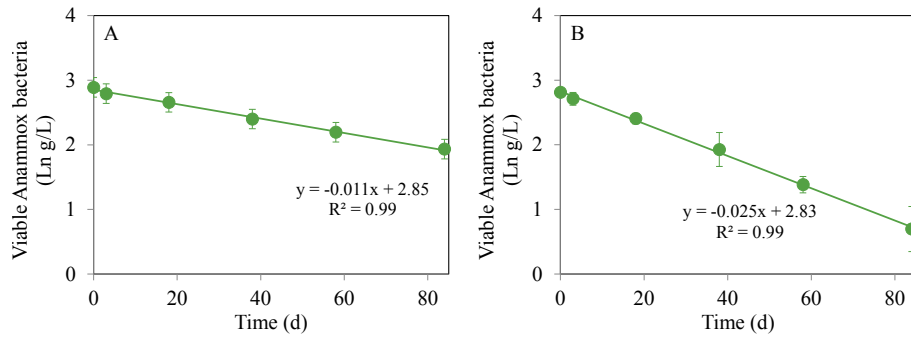 A
Viable Anammox bacteria
(Ln g/L)
4
3
2
1
0
y = -0.011x + 2.85
R² = 0.99
0 20 40 60 80
Time (d)
B
Viable Anammox bacteria
(Ln g/L)
4
3
2
1
0
y = -0.025x + 2.83
R² = 0.99
0 20 40 60 80
Time (d)